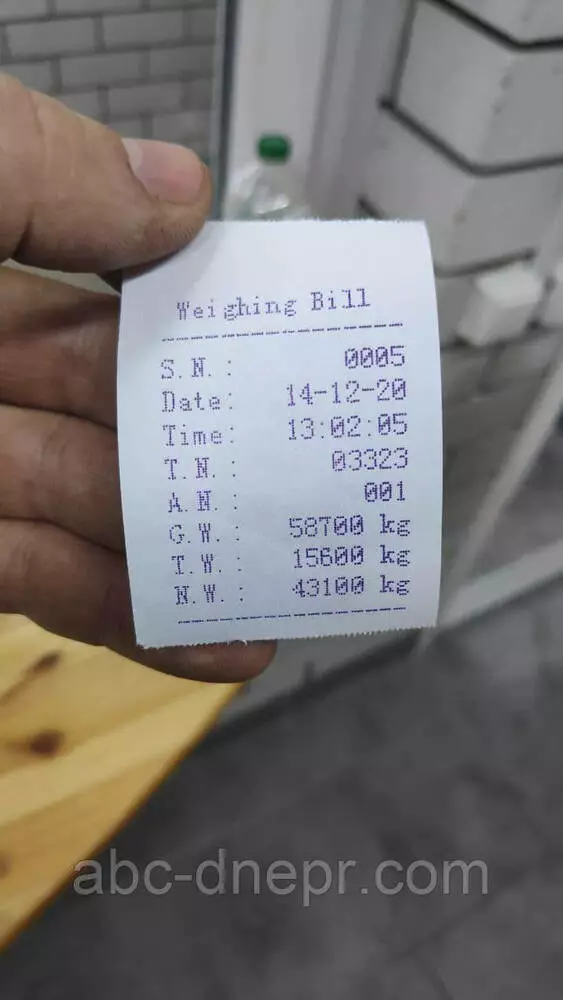 Weighing Bill
S.N.: 0005
Date: 14-12-20
Time: 13:02:05
T.N.: 03323
A.N.: 001
G.W.: 58700 kg
T.W.: 15600 kg
N.W.: 43100 kg
abc-dnepr.com